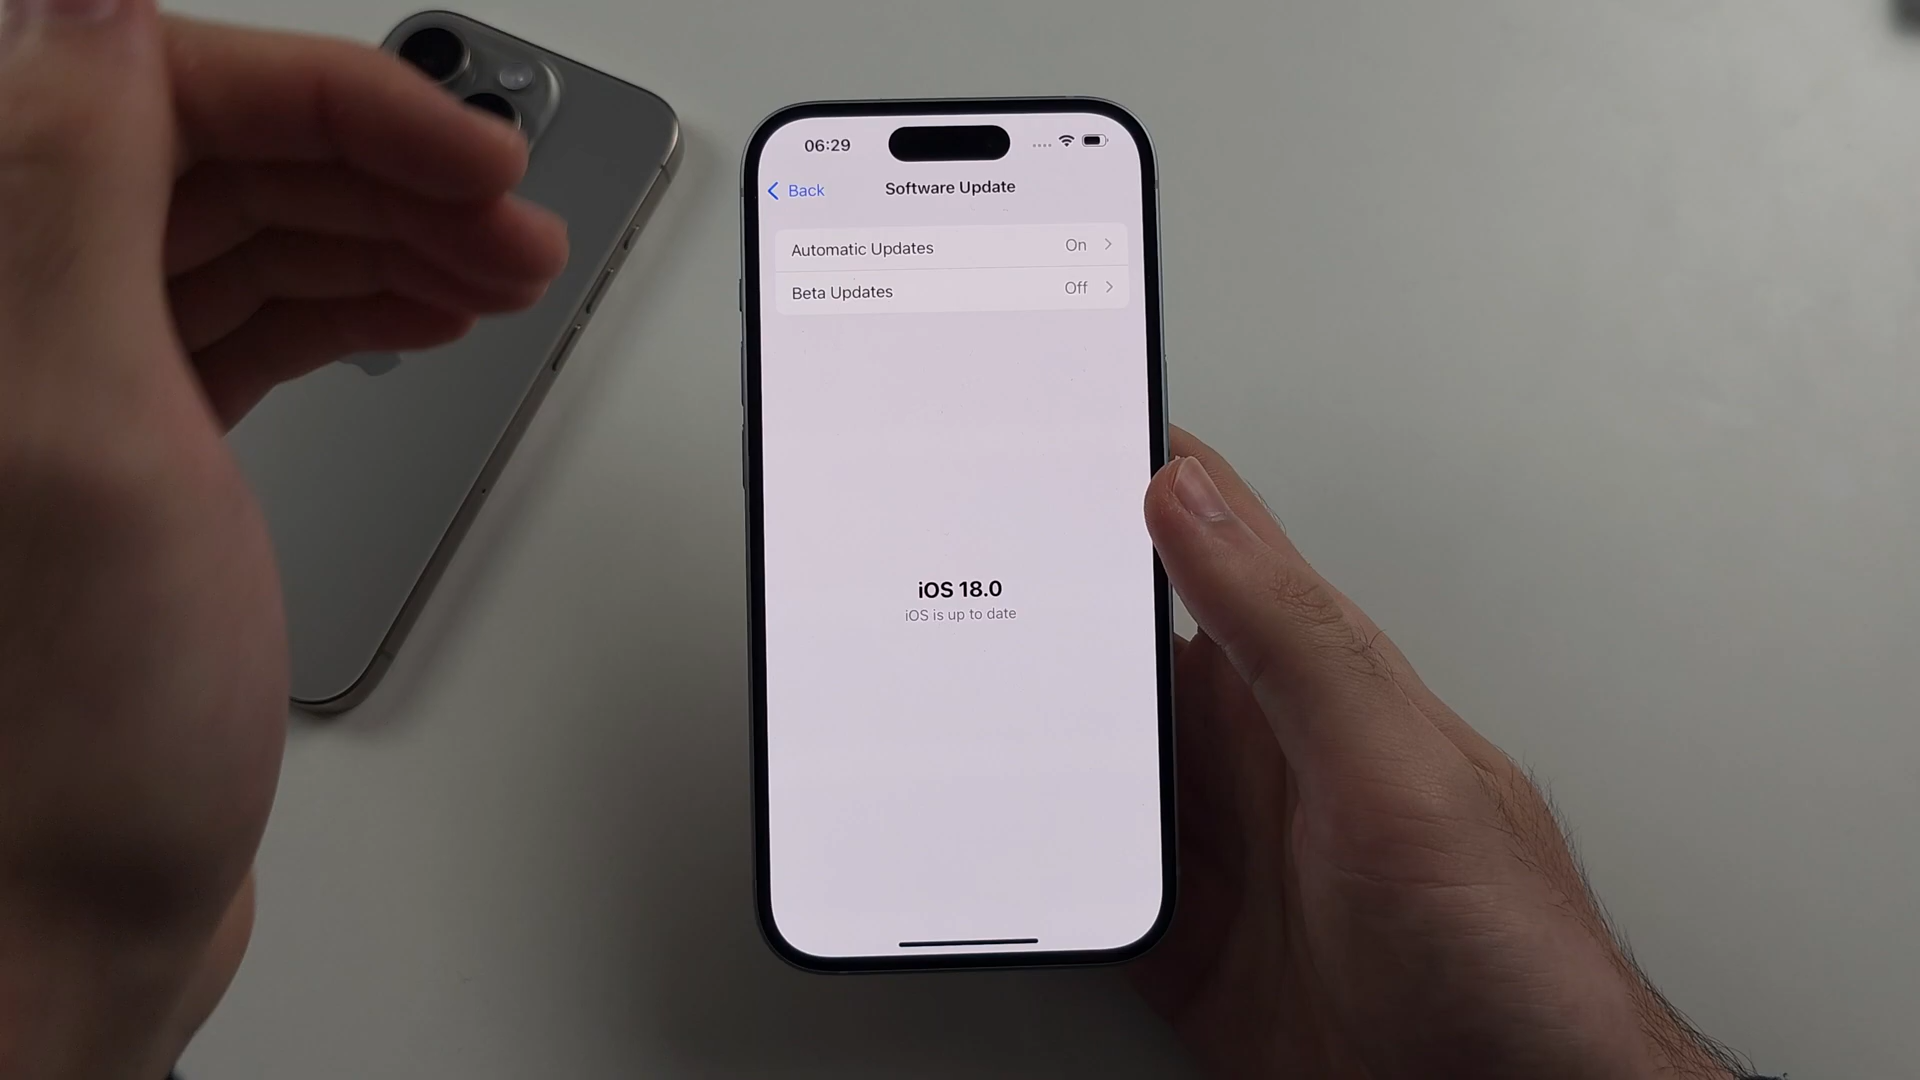 06:29
Back
Software Update
Automatic Updates On
Beta Updates Off
iOS 18.0
iOS is up to date